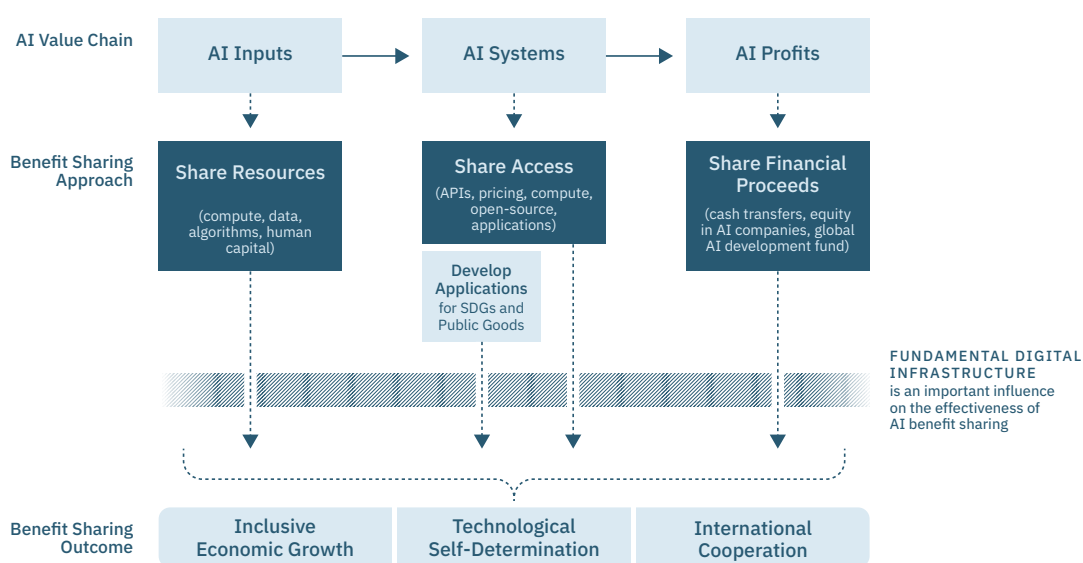 AI Value Chain
AI Inputs
AI Systems
AI Profits
Benefit Sharing
Approach
Share Resources
(compute, data,
algorithms, human
capital)
Share Access
(APIs, pricing, compute,
open-source,
applications)
Share Financial
Proceeds
(cash transfers, equity
in AI companies, global
AI development fund)
Develop
Applications
for SDGs and
Public Goods
FUNDAMENTAL DIGITAL
INFRASTRUCTURE
is an important influence
on the effectiveness of
AI benefit sharing
Benefit Sharing
Outcome
Inclusive
Economic Growth
Technological
Self-Determination
International
Cooperation